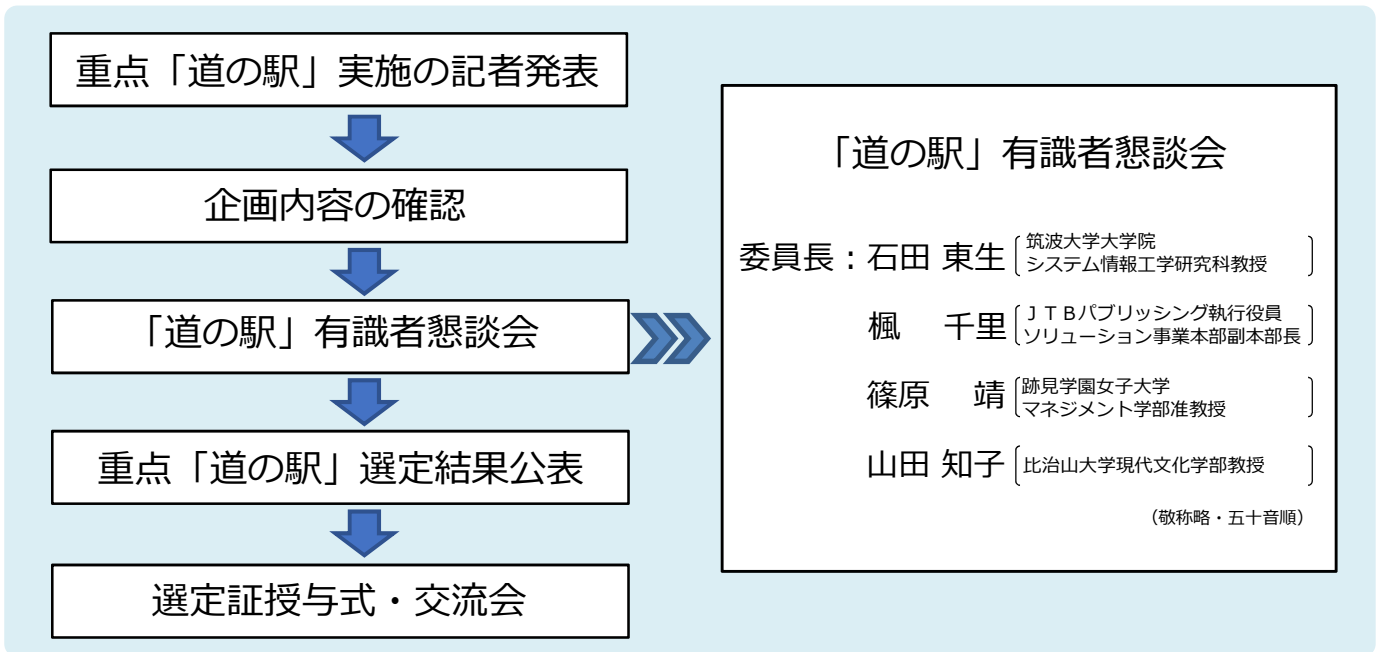 重点「道の駅」実施の記者発表
企画内容の確認
「道の駅」有識者懇談会
重点「道の駅」選定結果公表
選定証授与式・交流会
「道の駅」有識者懇談会
委員長:石田 東生
筑波大学大学院
システム情報工学研究科教授
楓 千里
JTBパブリッシング執行役員
ソリューション事業本部副本部長
篠原 靖
跡見学園女子大学
マネジメント学部准教授
山田 知子
比治山大学現代文化学部教授
(敬称略・五十音順)